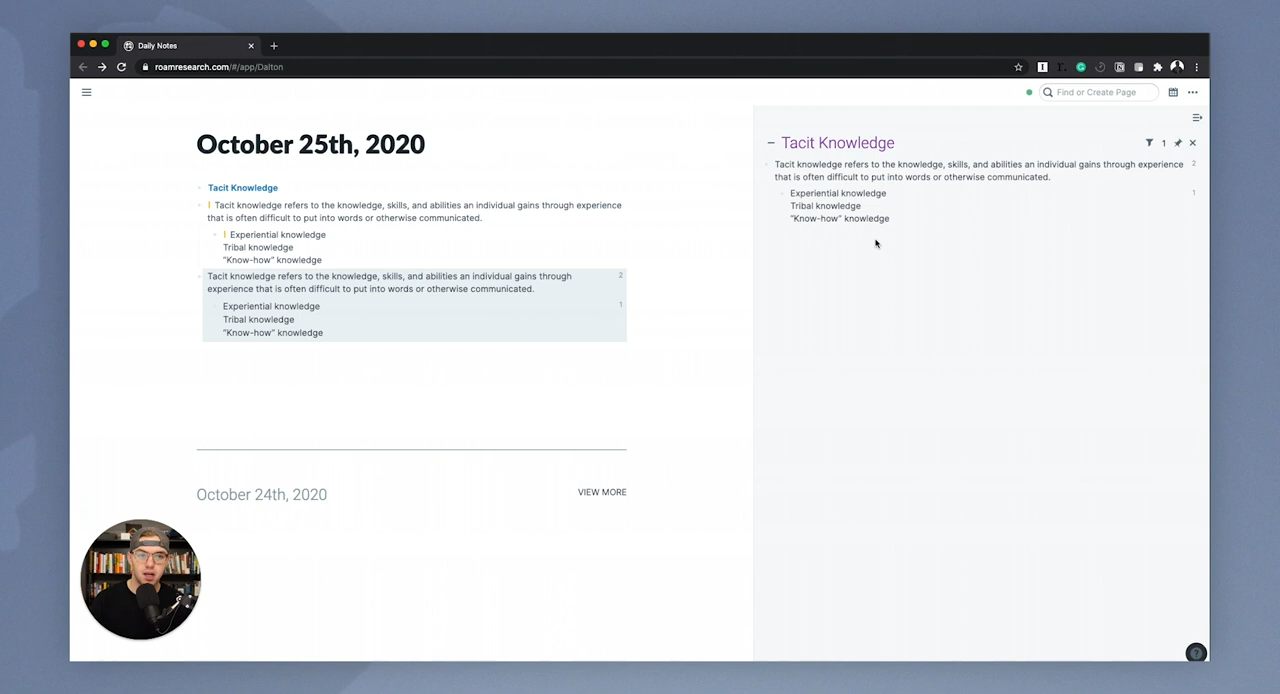 Daily Notes
roamresearch.com/#/app/Dalton
Find or Create Page
October 25th, 2020
Tacit Knowledge
Tacit knowledge refers to the knowledge, skills, and abilities an individual gains through experience
that is often difficult to put into words or otherwise communicated.
Experiential knowledge
Tribal knowledge
"Know-how" knowledge
Tacit knowledge refers to the knowledge, skills, and abilities an individual gains through
2
experience that is often difficult to put into words or otherwise communicated.
Experiential knowledge
1
Tribal knowledge
"Know-how" knowledge
October 24th, 2020
VIEW MORE
Tacit Knowledge
1
Tacit knowledge refers to the knowledge, skills, and abilities an individual gains through experience
2
that is often difficult to put into words or otherwise communicated.
Experiential knowledge
1
Tribal knowledge
"Know-how" knowledge